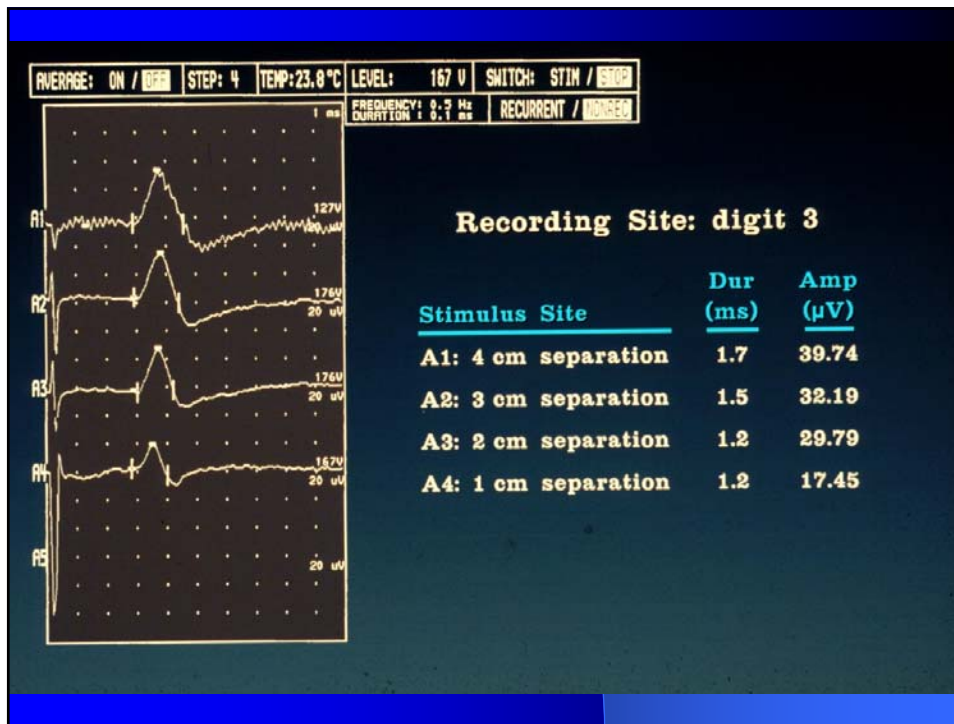 AVERAGE: ON / OFF STEP: 4 TEMP:23.8°C LEVEL: 167 V SWITCH: STIM / STOP
FREQUENCY: 0.5 Hz
DURATION : 0.1 ms
RECURRENT / NONREC
1 ms
A1
127V
20 uV
A2
176V
20 uV
A3
176V
20 uV
A4
167V
20 uV
A5
20 uV
Recording Site: digit 3
Dur Amp
Stimulus Site (ms) (µV)
A1: 4 cm separation 1.7 39.74
A2: 3 cm separation 1.5 32.19
A3: 2 cm separation 1.2 29.79
A4: 1 cm separation 1.2 17.45